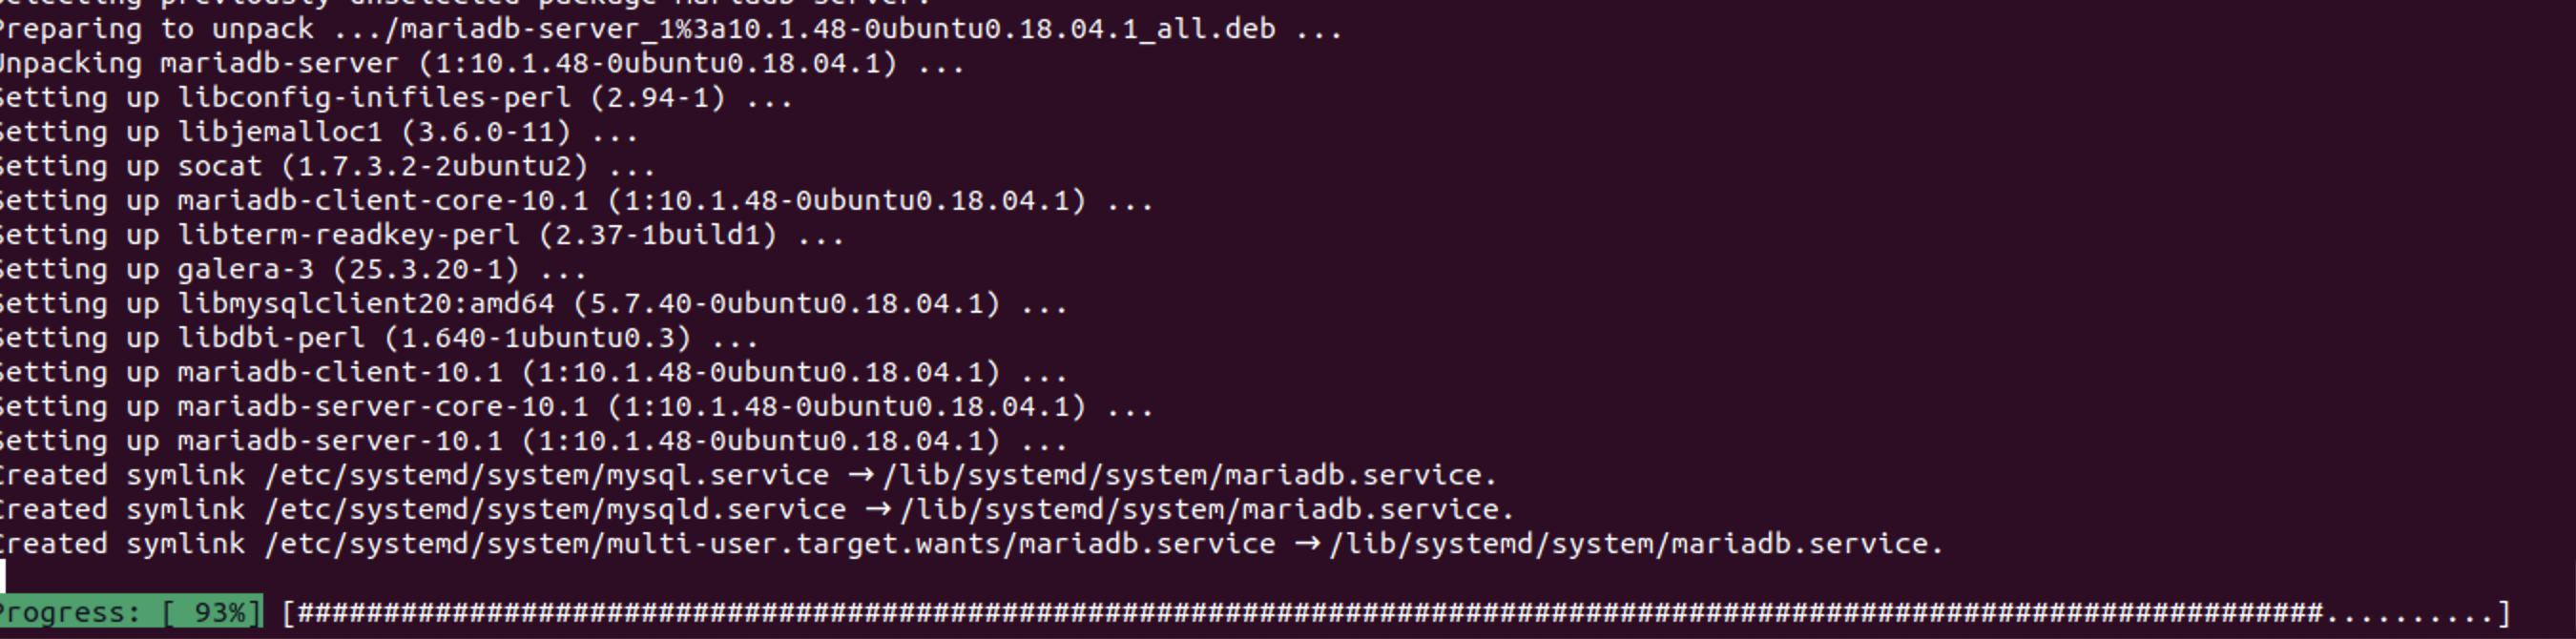 Selecting previously unselected package mariadb-server.
Preparing to unpack .../mariadb-server_1%3a10.1.48-0ubuntu0.18.04.1_all.deb ...
Unpacking mariadb-server (1:10.1.48-0ubuntu0.18.04.1) ...
Setting up libconfig-inifiles-perl (2.94-1) ...
Setting up libjemalloc1 (3.6.0-11) ...
Setting up socat (1.7.3.2-2ubuntu2) ...
Setting up mariadb-client-core-10.1 (1:10.1.48-0ubuntu0.18.04.1) ...
Setting up libterm-readkey-perl (2.37-1build1) ...
Setting up galera-3 (25.3.20-1) ...
Setting up libmysqlclient20:amd64 (5.7.40-0ubuntu0.18.04.1) ...
Setting up libdbi-perl (1.640-1ubuntu0.3) ...
Setting up mariadb-client-10.1 (1:10.1.48-0ubuntu0.18.04.1) ...
Setting up mariadb-server-core-10.1 (1:10.1.48-0ubuntu0.18.04.1) ...
Setting up mariadb-server-10.1 (1:10.1.48-0ubuntu0.18.04.1) ...
Created symlink /etc/systemd/system/mysql.service → /lib/systemd/system/mariadb.service.
Created symlink /etc/systemd/system/mysqld.service → /lib/systemd/system/mariadb.service.
Created symlink /etc/systemd/system/multi-user.target.wants/mariadb.service → /lib/systemd/system/mariadb.service.
Progress: [ 93%] [######################################################################################################################..........]